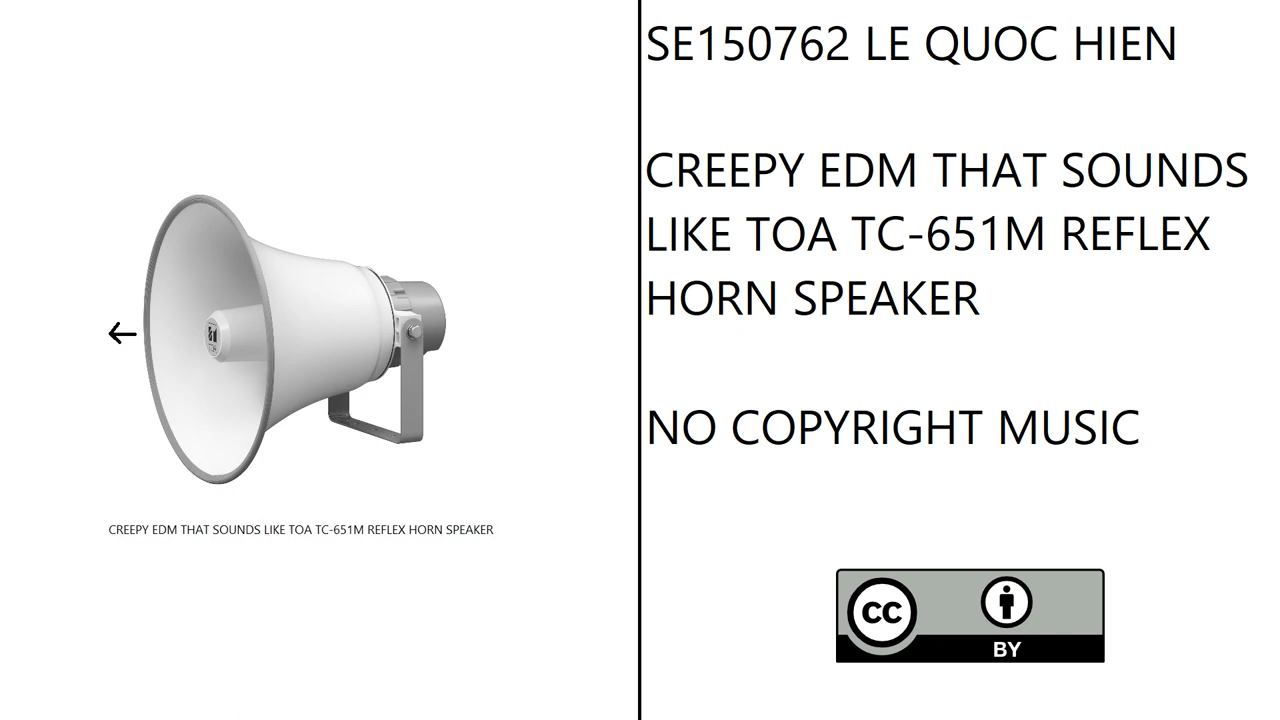 CREEPY EDM THAT SOUNDS LIKE TOA TC-651M REFLEX HORN SPEAKER
SE150762 LE QUOC HIEN
CREEPY EDM THAT SOUNDS
LIKE TOA TC-651M REFLEX
HORN SPEAKER
NO COPYRIGHT MUSIC
CC
BY